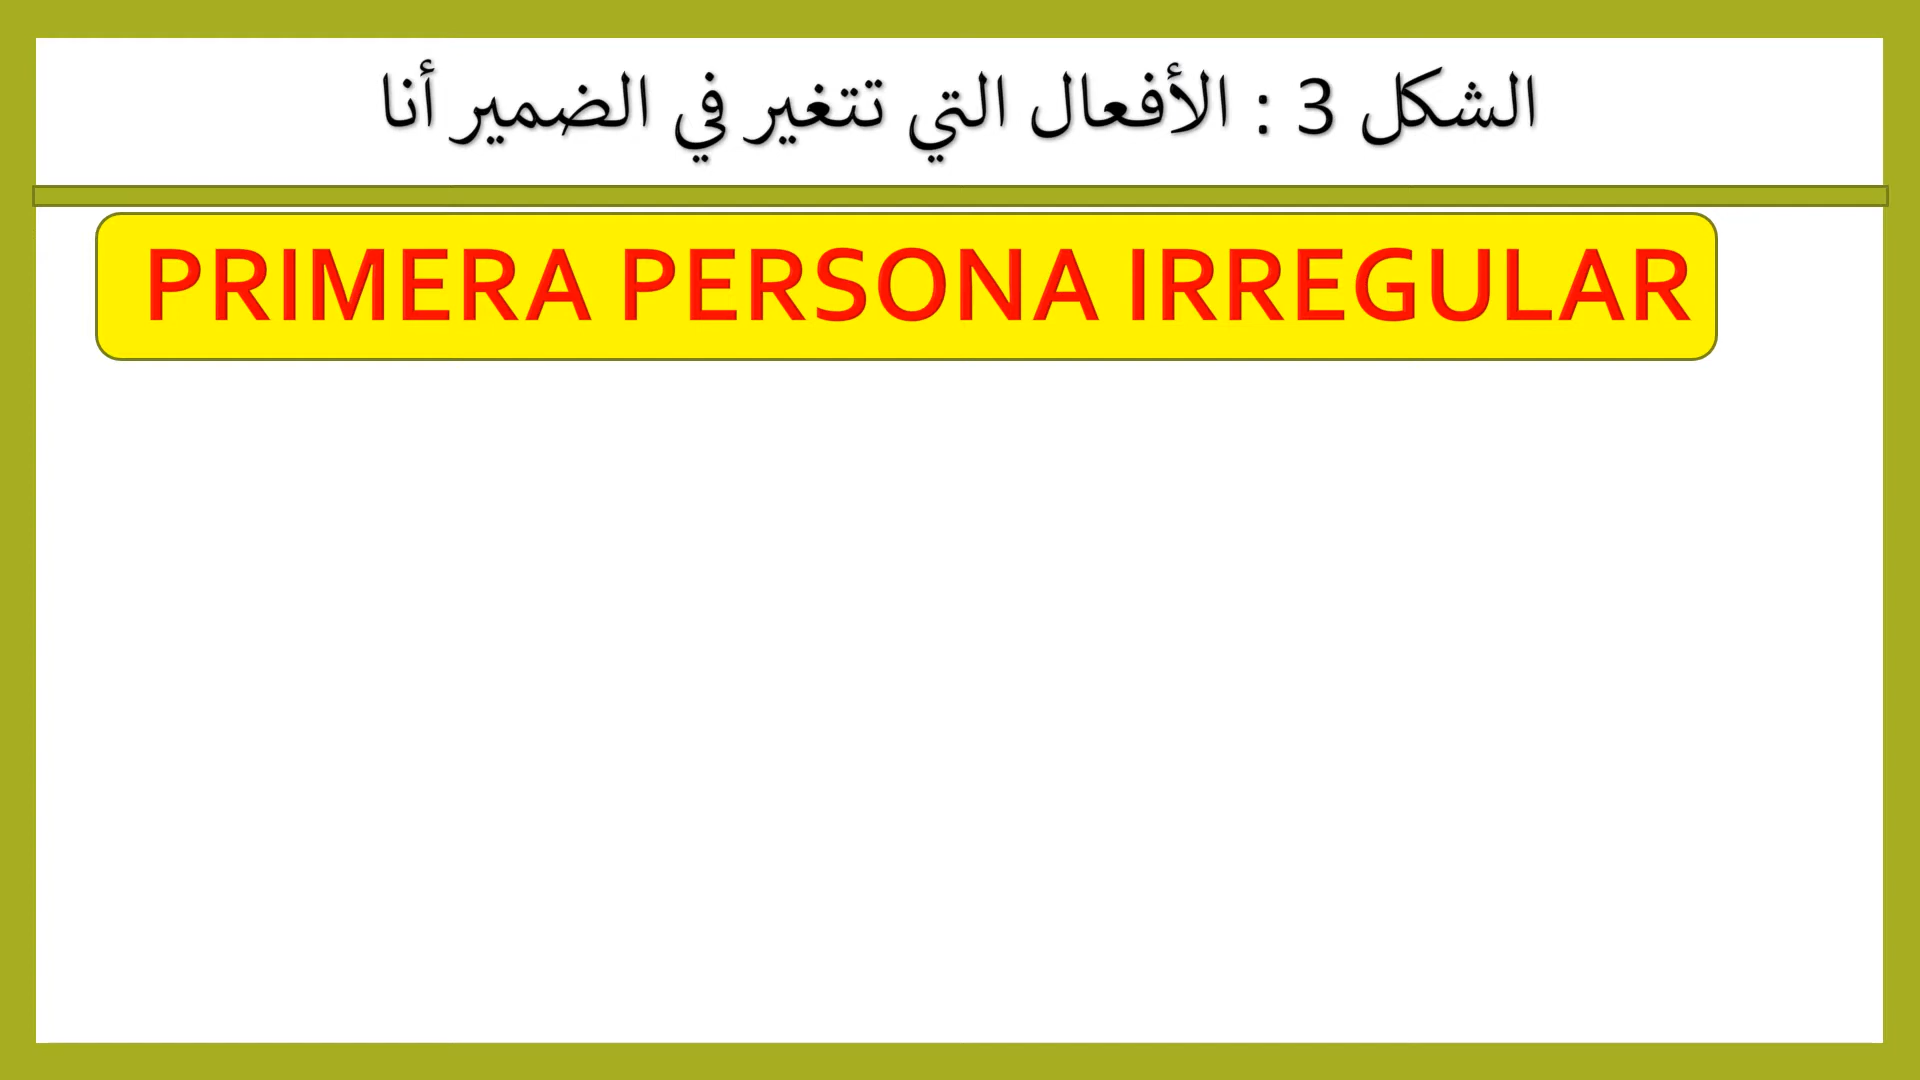 الشكل 3 : الأفعال التي تتغير في الضمير أنا
PRIMERA PERSONA IRREGULAR